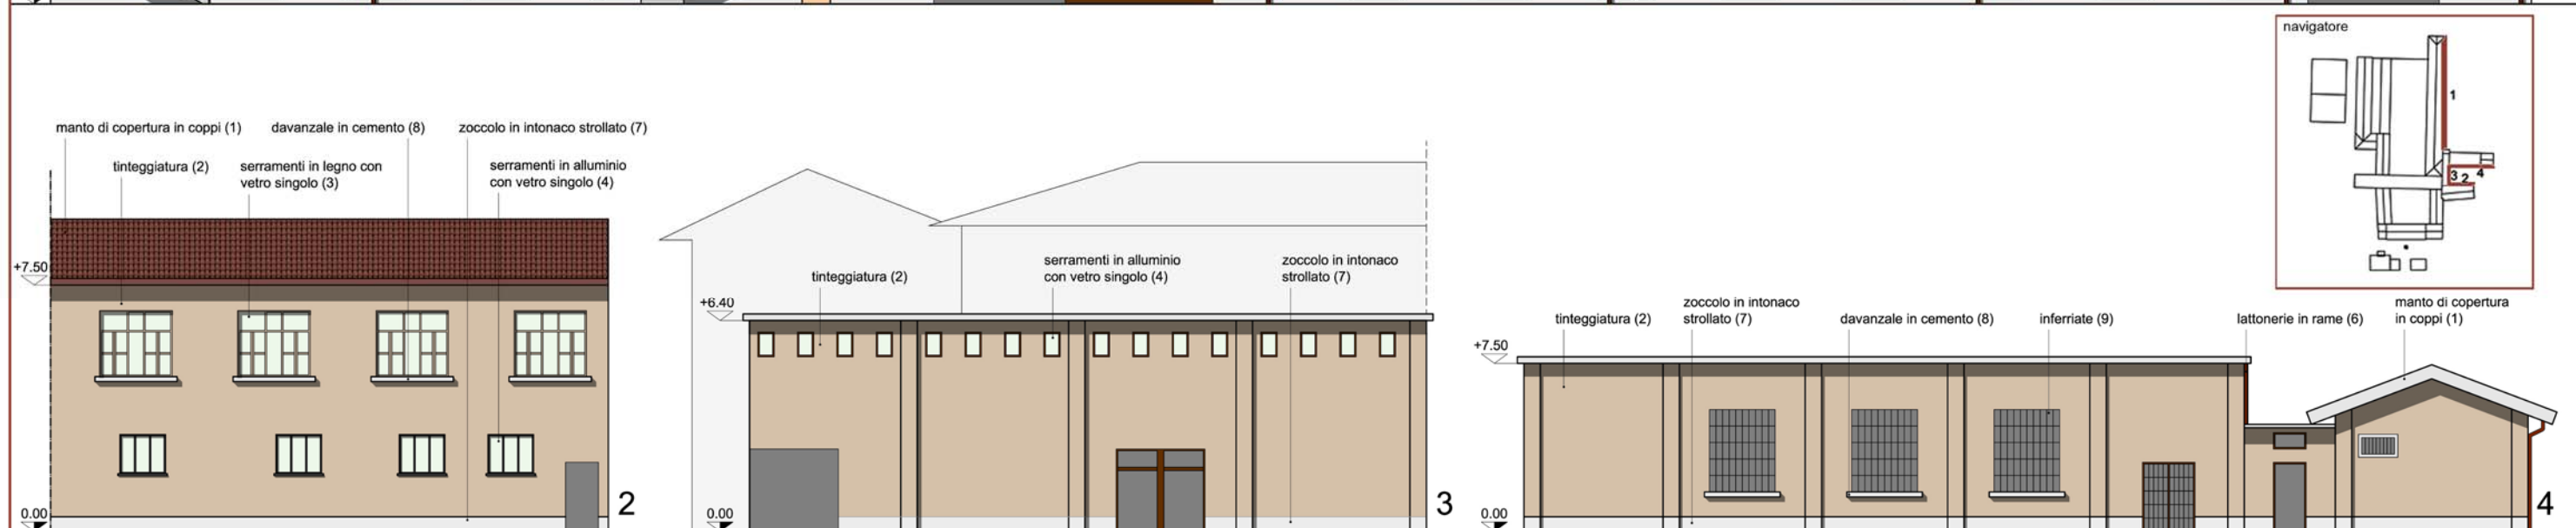 navigatore
1
3 2 4
manto di copertura in coppi (1)
davanzale in cemento (8)
zoccolo in intonaco strollato (7)
tinteggiatura (2)
serramenti in legno con
vetro singolo (3)
serramenti in alluminio
con vetro singolo (4)
+7.50
0.00
2
tinteggiatura (2)
serramenti in alluminio
con vetro singolo (4)
zoccolo in intonaco
strollato (7)
+6.40
0.00
3
tinteggiatura (2)
zoccolo in intonaco
strollato (7)
davanzale in cemento (8)
inferriate (9)
lattonerie in rame (6)
manto di copertura
in coppi (1)
+7.50
0.00
4